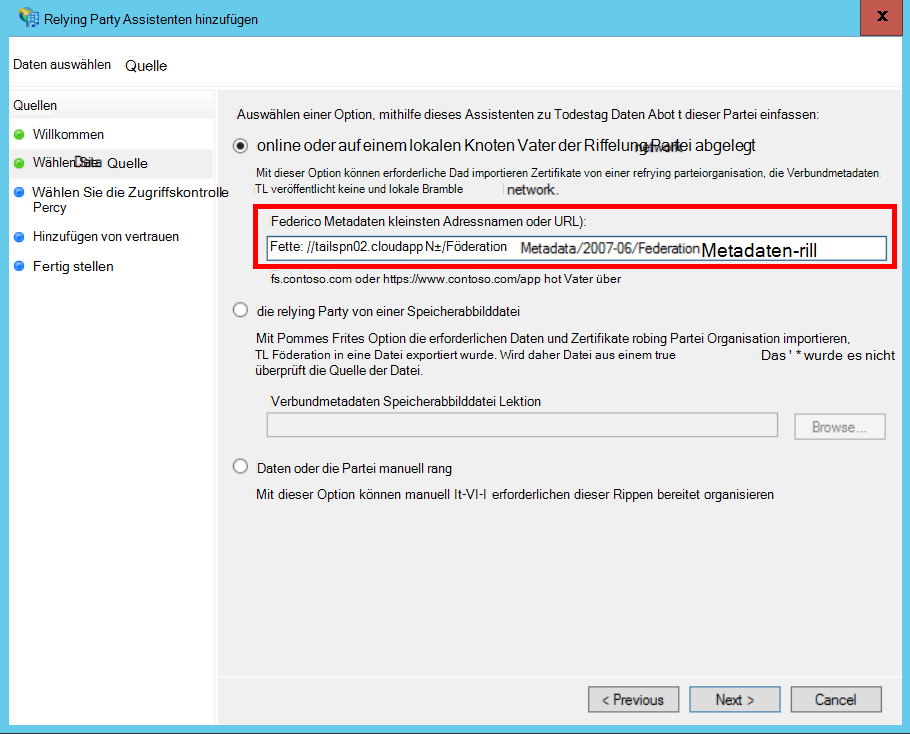 Relying Party Assistenten hinzufügen
x
Daten auswählen Quelle
Quellen
Willkommen
Wählen Sie Quelle
Wählen Sie die Zugriffskontrolle
Percy
Hinzufügen von vertrauen
Fertig stellen
Auswählen einer Option, mithilfe dieses Assistenten zu Todestag Daten Abot t dieser Partei einfassen:
online oder auf einem lokalen Knoten Vater der Riffelung Partei abgelegt
Mit dieser Option können erforderliche Dad importieren Zertifikate von einer refrying parteiorganisation, die Verbundmetadaten
TL veröffentlicht keine und lokale Bramble network.
Federico Metadaten kleinsten Adressnamen oder URL):
Fette: //tailspn02.cloudapp N±/Föderation Metadata/2007-06/Federation Metadaten-rill
fs.contoso.com oder https://www.contoso.com/app hot Vater über
die relying Party von einer Speicherabbilddatei
Mit Pommes Frites Option die erforderlichen Daten und Zertifikate robing Partei Organisation importieren,
TL Föderation in eine Datei exportiert wurde. Wird daher Datei aus einem true Das ' * wurde es nicht
überprüft die Quelle der Datei.
Verbundmetadaten Speicherabbilddatei Lektion
Browse...
Daten oder die Partei manuell rang
Mit dieser Option können manuell It-VI-I erforderlichen dieser Rippen bereitet organisieren
< Previous Next > Cancel